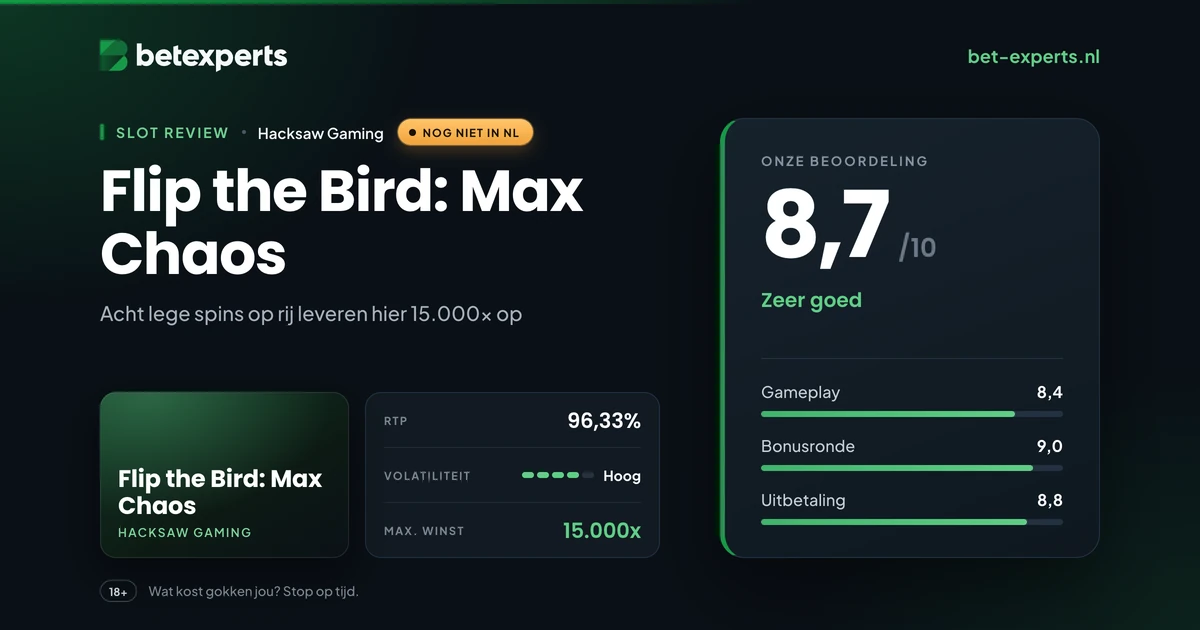 betexperts
bet-experts.nl
SLOT REVIEW • Hacksaw Gaming
NOG NIET IN NL
Flip the Bird: Max
Chaos
Acht lege spins op rij leveren hier 15.000× op
Flip the Bird: Max
Chaos
HACKSAW GAMING
RTP 96,33%
VOLATILITEIT Hoog
MAX. WINST 15.000x
ONZE BEOORDELING
8,7 /10
Zeer goed
Gameplay 8,4
Bonusronde 9,0
Uitbetaling 8,8
18+ Wat kost gokken jou? Stop op tijd.